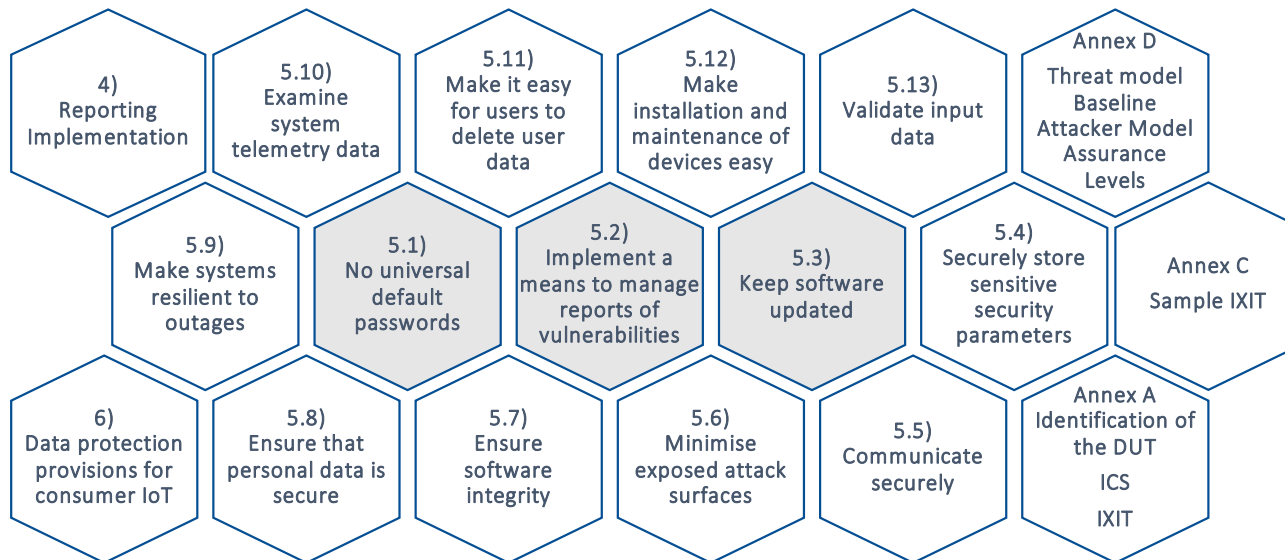 4)
Reporting
Implementation
5.10)
Examine
system
telemetry data
5.11)
Make it easy
for users to
delete user
data
5.12)
Make
installation and
maintenance of
devices easy
5.13)
Validate input
data
Annex D
Threat model
Baseline
Attacker Model
Assurance
Levels
5.9)
Make systems
resilient to
outages
5.1)
No universal
default
passwords
5.2)
Implement a
means to manage
reports of
vulnerabilities
5.3)
Keep software
updated
5.4)
Securely store
sensitive
security
parameters
Annex C
Sample IXIT
6)
Data protection
provisions for
consumer IoT
5.8)
Ensure that
personal data is
secure
5.7)
Ensure
software
integrity
5.6)
Minimise
exposed attack
surfaces
5.5)
Communicate
securely
Annex A
Identification of
the DUT
ICS
IXIT